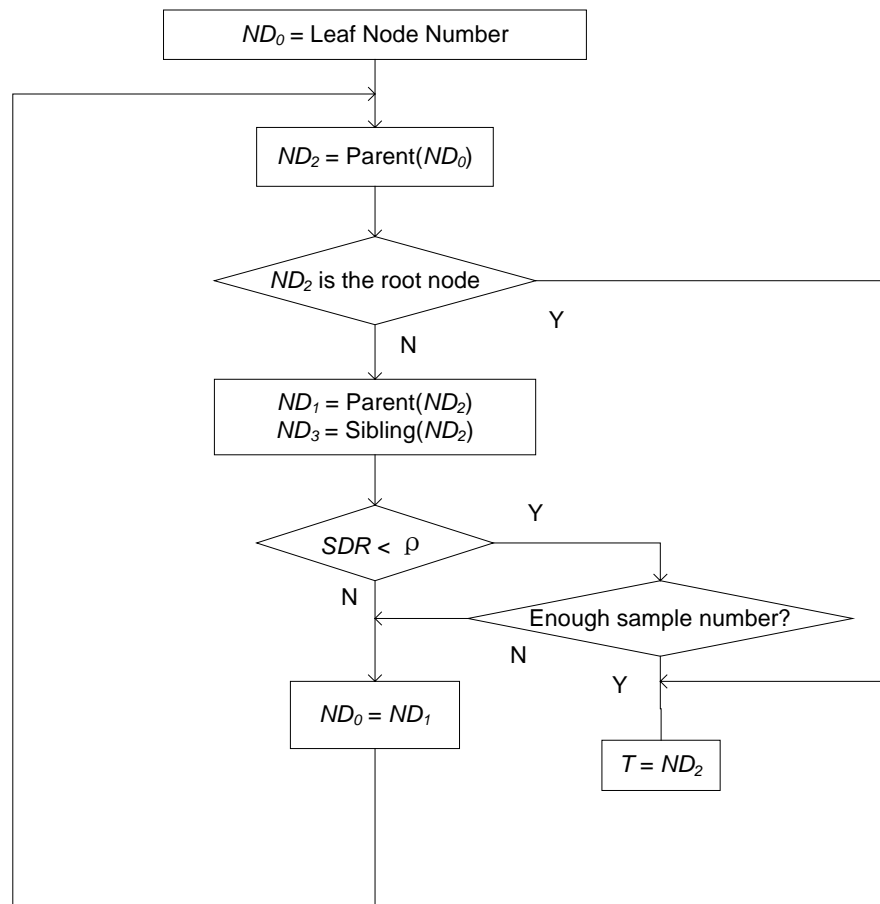 ND₀ = Leaf Node Number
ND₂ = Parent(ND₀)
ND₂ is the root node
Y
N
ND₁ = Parent(ND₂)
ND₃ = Sibling(ND₂)
Y
SDR < ρ
N
Enough sample number?
N
Y
ND₀ = ND₁
T = ND₂